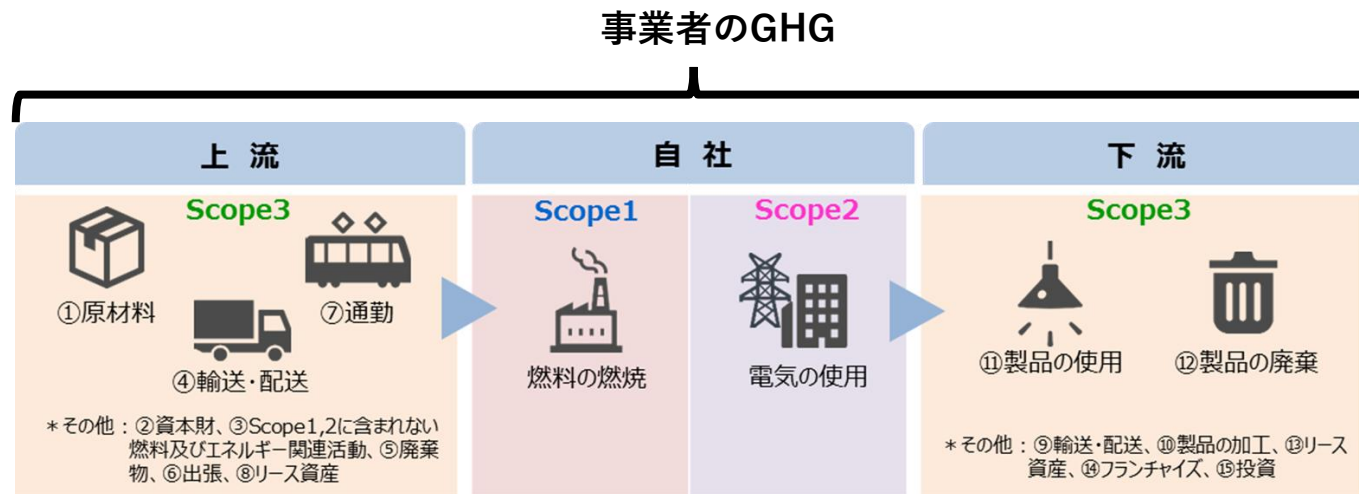 事業者のGHG
上 流
自 社
下 流
Scope3
①原材料
⑦通勤
④輸送・配送
*その他:②資本財、③Scope1,2に含まれない
燃料及びエネルギー関連活動、⑤廃棄
物、⑥出張、⑧リース資産
Scope1
燃料の燃焼
Scope2
電気の使用
Scope3
⑪製品の使用
⑫製品の廃棄
*その他:⑨輸送・配送、⑩製品の加工、⑬リース
資産、⑭フランチャイズ、⑮投資